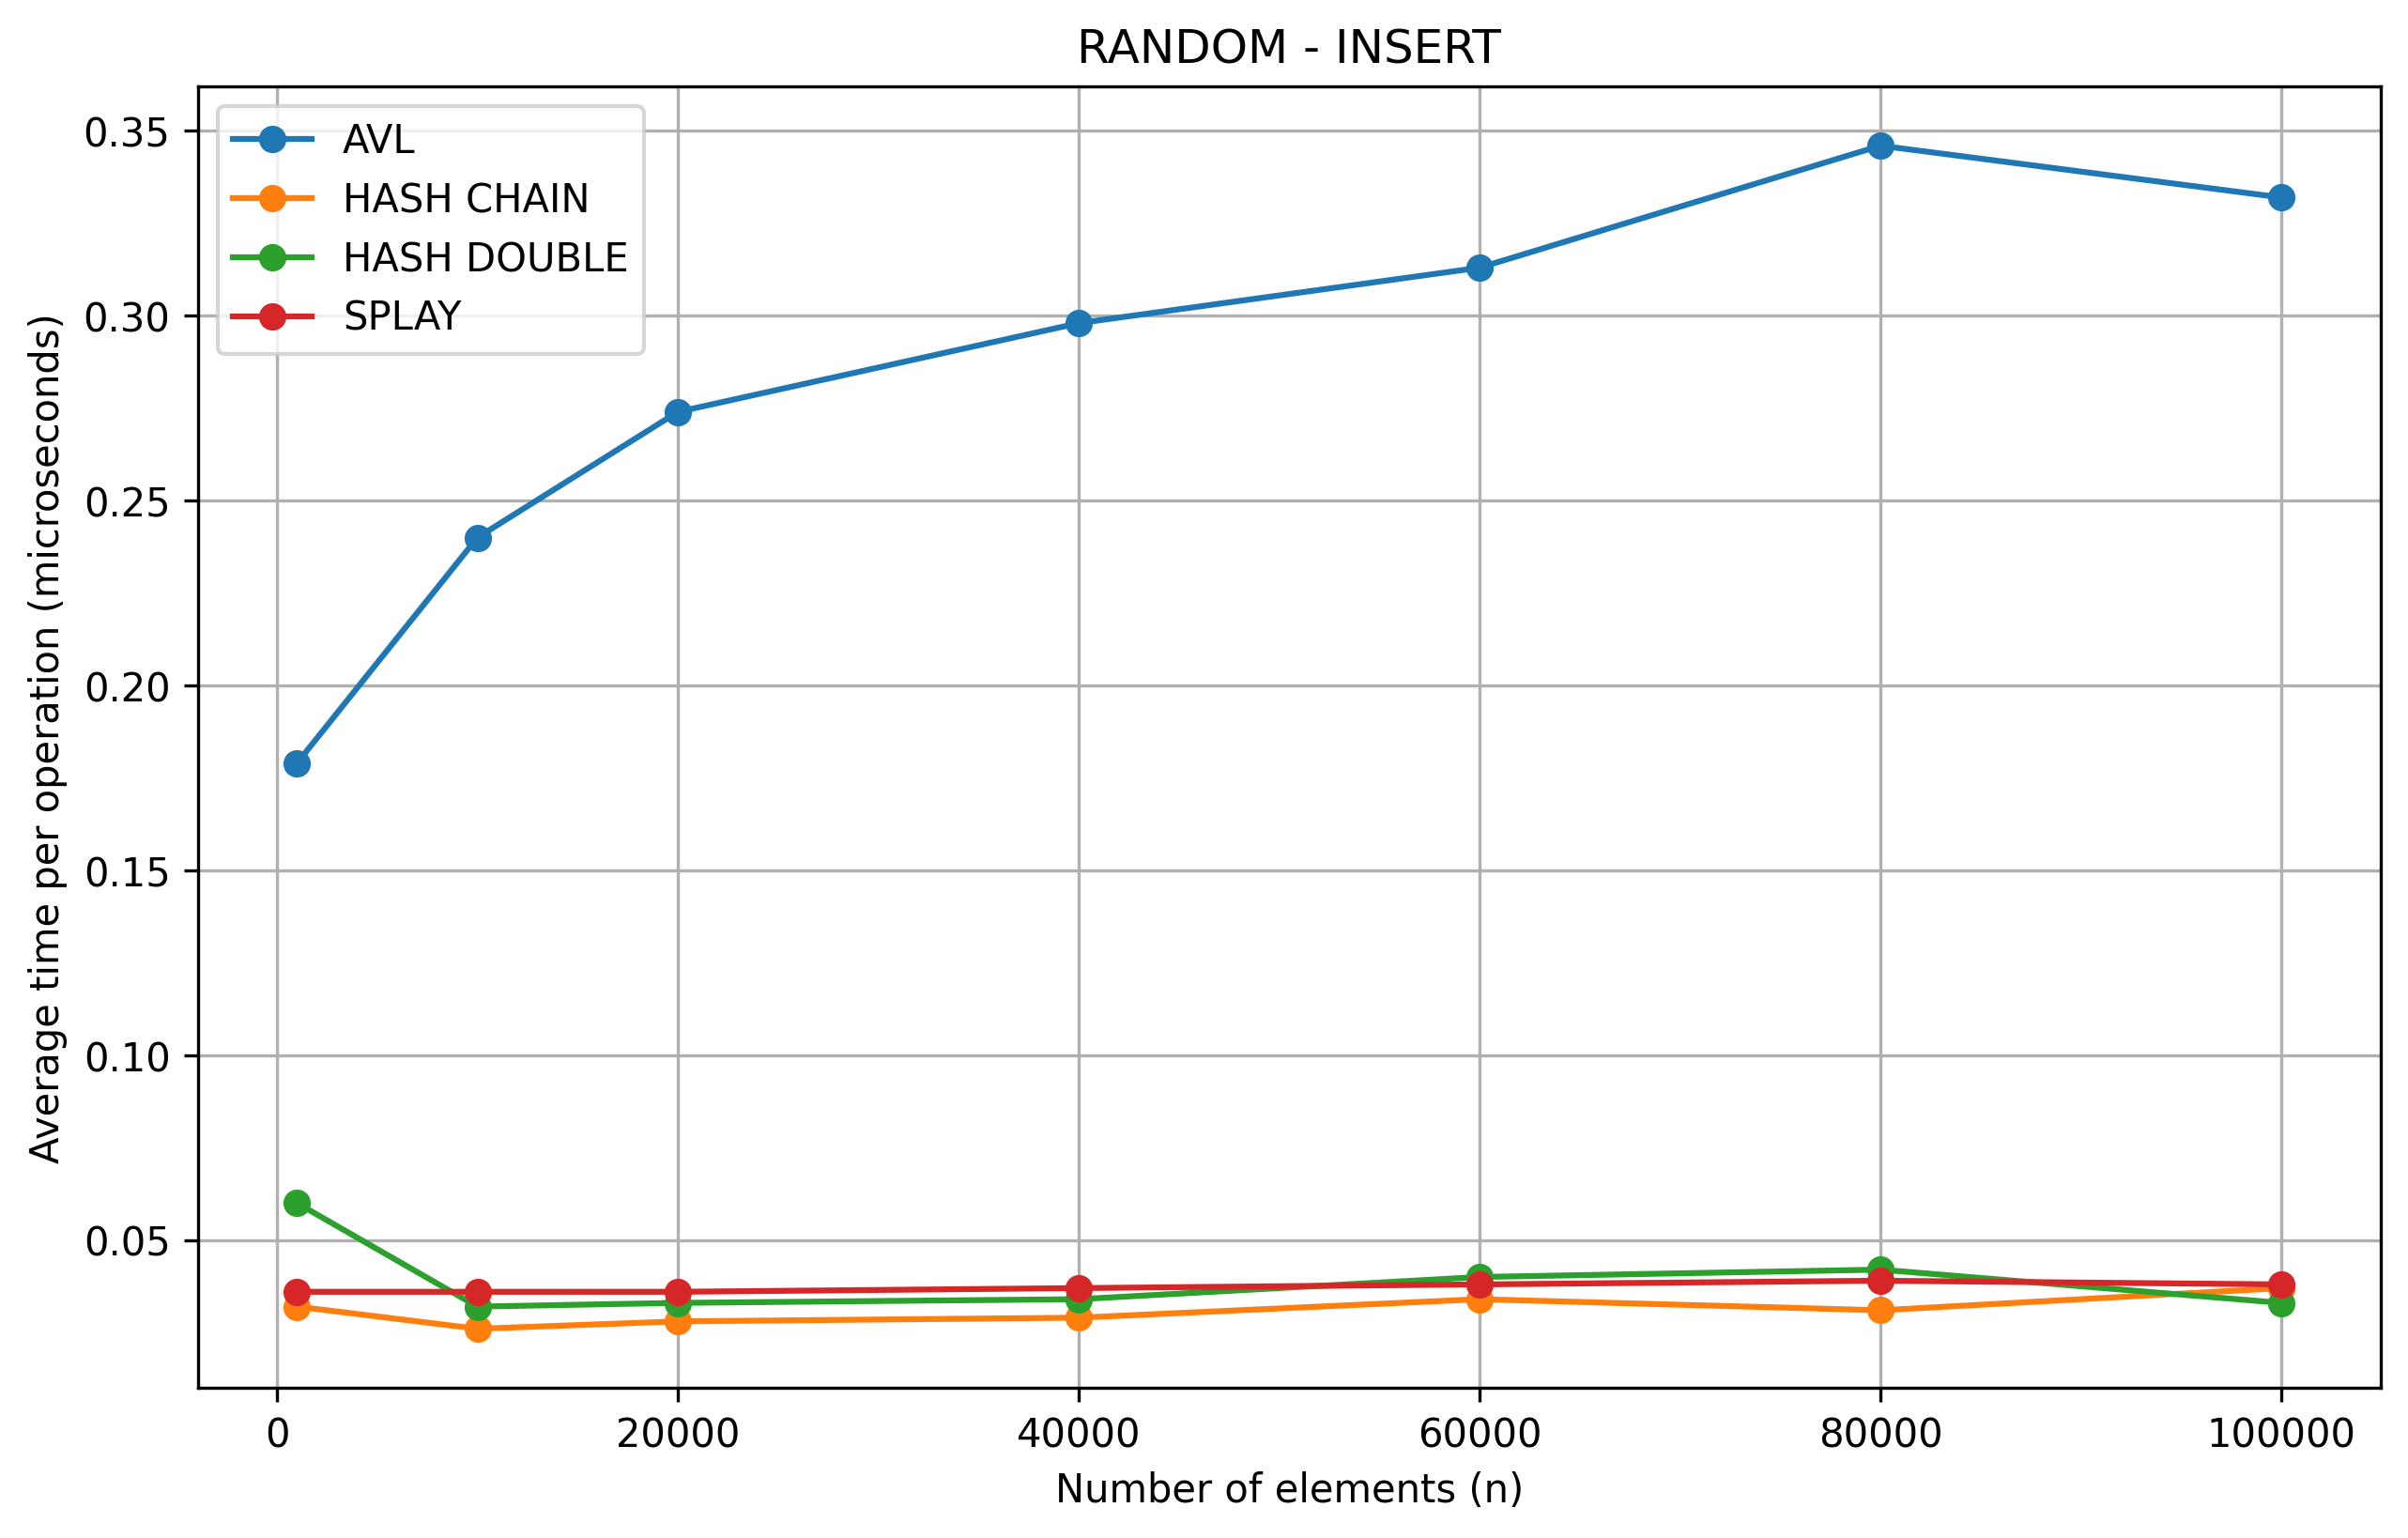 RANDOM - INSERT
AVL
HASH CHAIN
HASH DOUBLE
SPLAY
Average time per operation (microseconds)
0.35
0.30
0.25
0.20
0.15
0.10
0.05
0 20000 40000 60000 80000 100000
Number of elements (n)